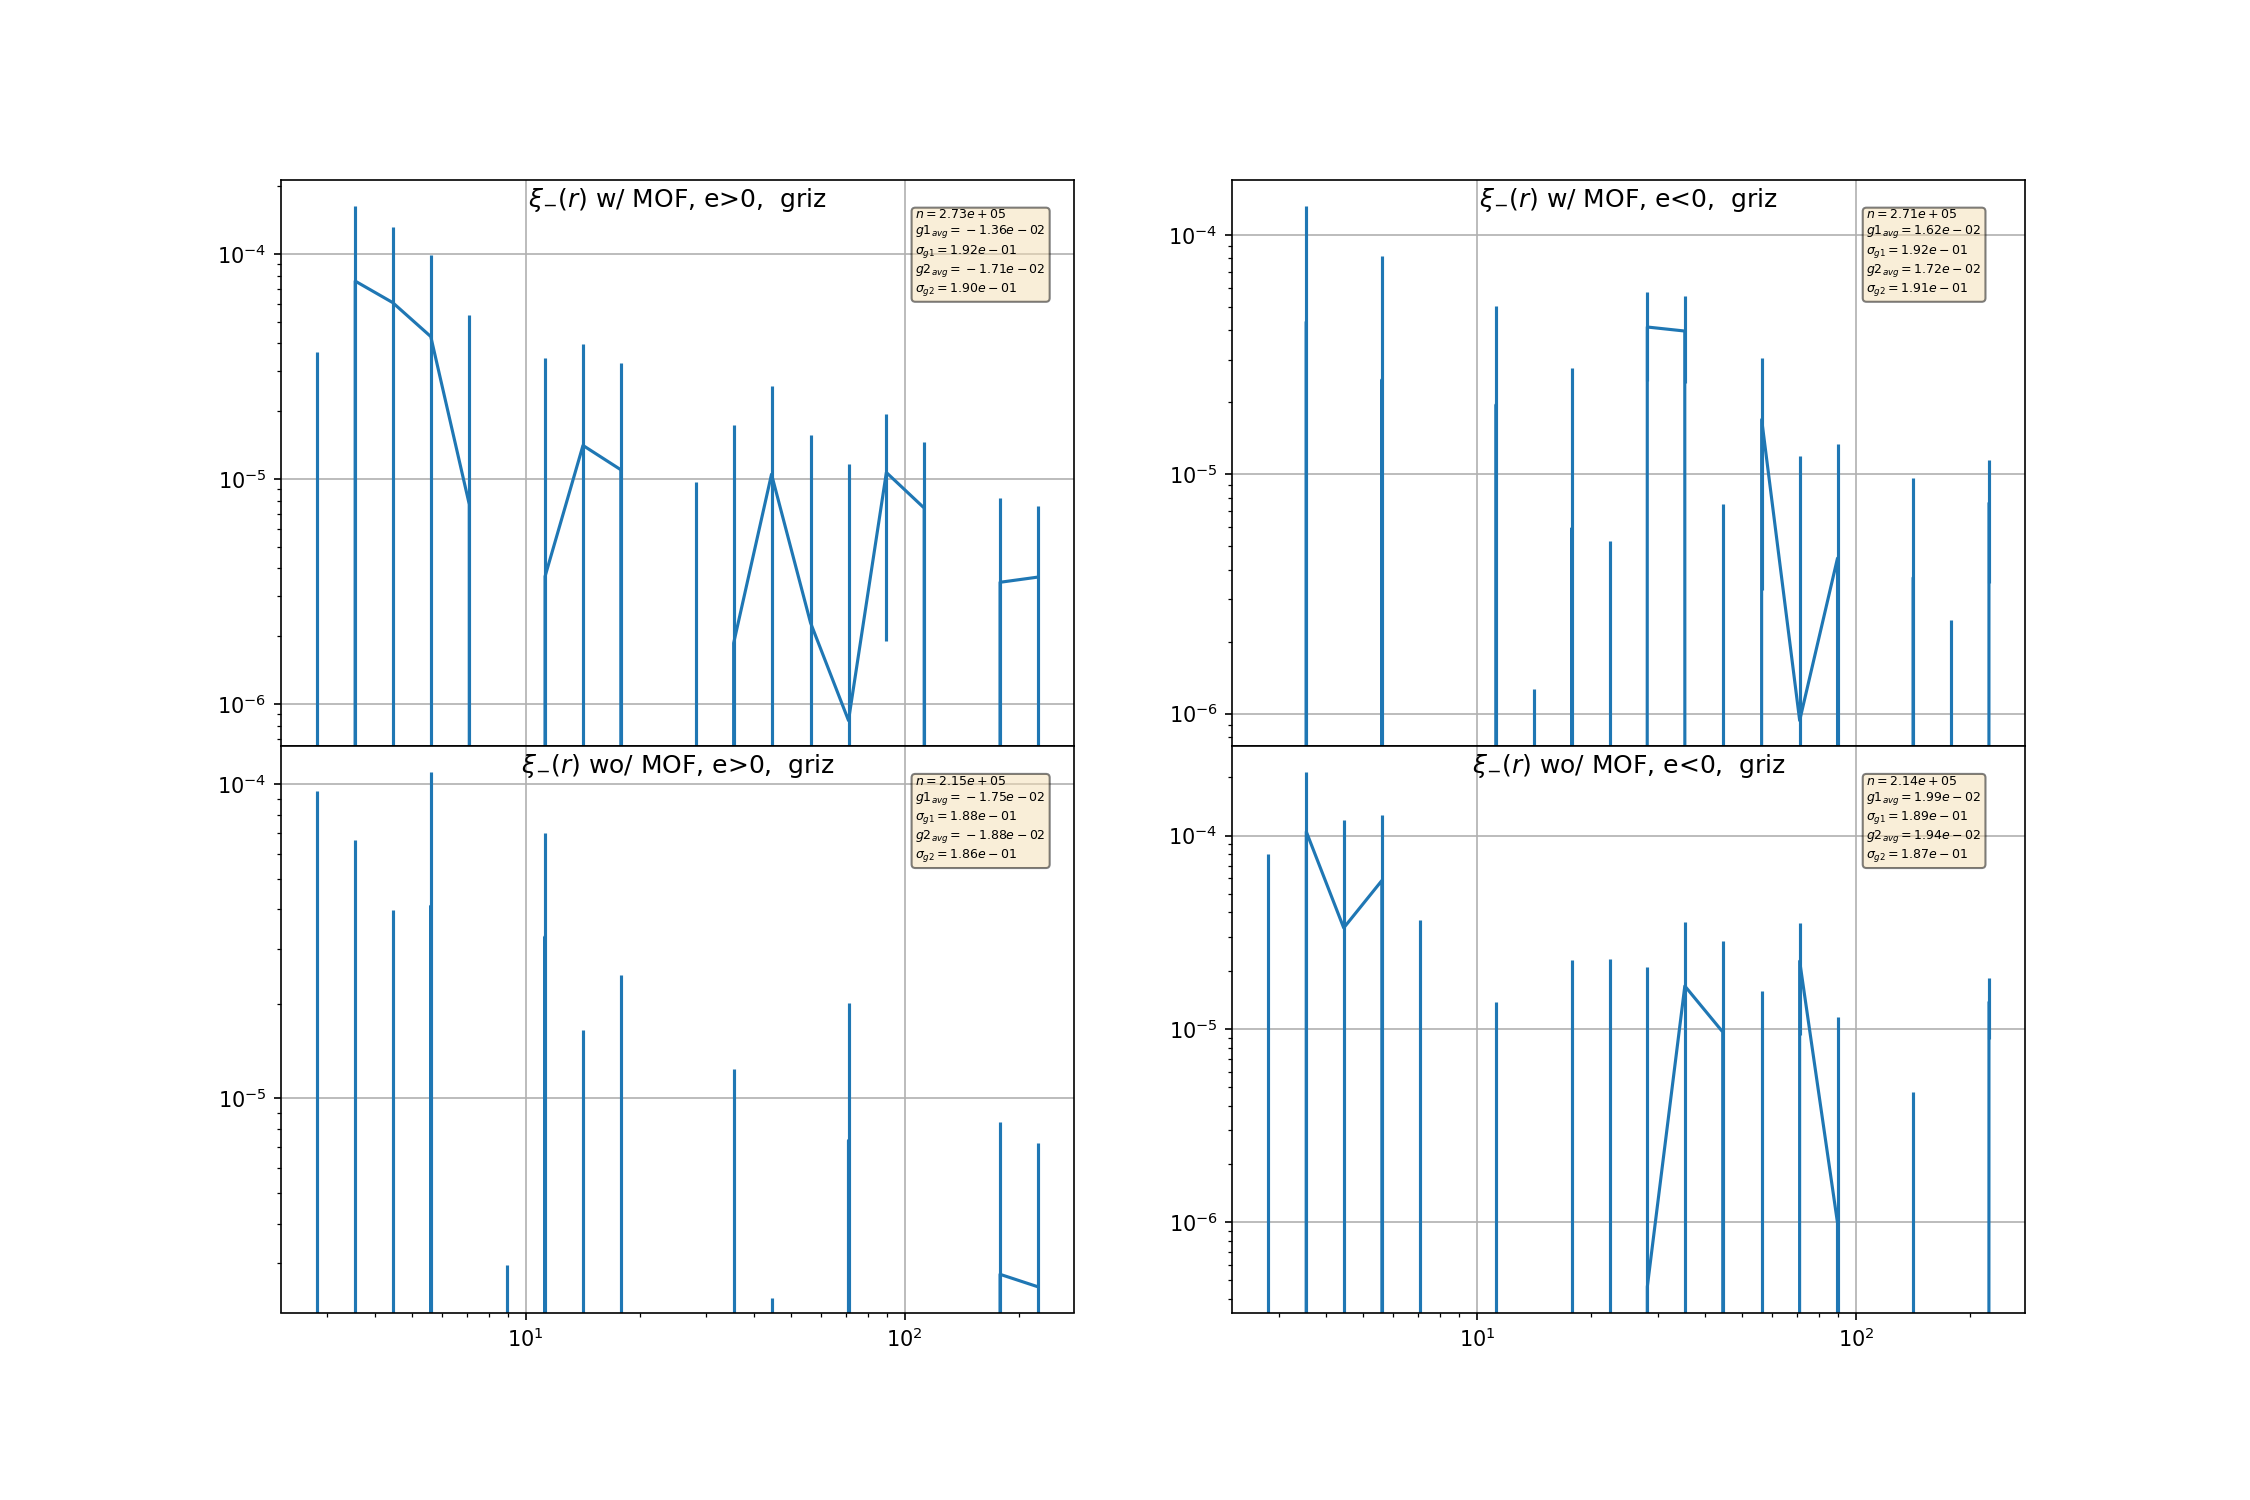 ξ₋(r) w/ MOF, e>0, griz
n = 2.73e + 05
g1avg = − 1.36e − 02
σg1 = 1.92e − 01
g2avg = − 1.71e − 02
σg2 = 1.90e − 01
10⁻⁴
10⁻⁵
10⁻⁶
ξ₋(r) w/ MOF, e<0, griz
n = 2.71e + 05
g1avg = 1.62e − 02
σg1 = 1.92e − 01
g2avg = 1.72e − 02
σg2 = 1.91e − 01
10⁻⁴
10⁻⁵
10⁻⁶
ξ₋(r) wo/ MOF, e>0, griz
n = 2.15e + 05
g1avg = − 1.75e − 02
σg1 = 1.88e − 01
g2avg = − 1.88e − 02
σg2 = 1.86e − 01
10⁻⁴
10⁻⁵
10¹ 10²
ξ₋(r) wo/ MOF, e<0, griz
n = 2.14e + 05
g1avg = 1.99e − 02
σg1 = 1.89e − 01
g2avg = 1.94e − 02
σg2 = 1.87e − 01
10⁻⁴
10⁻⁵
10⁻⁶
10¹ 10²